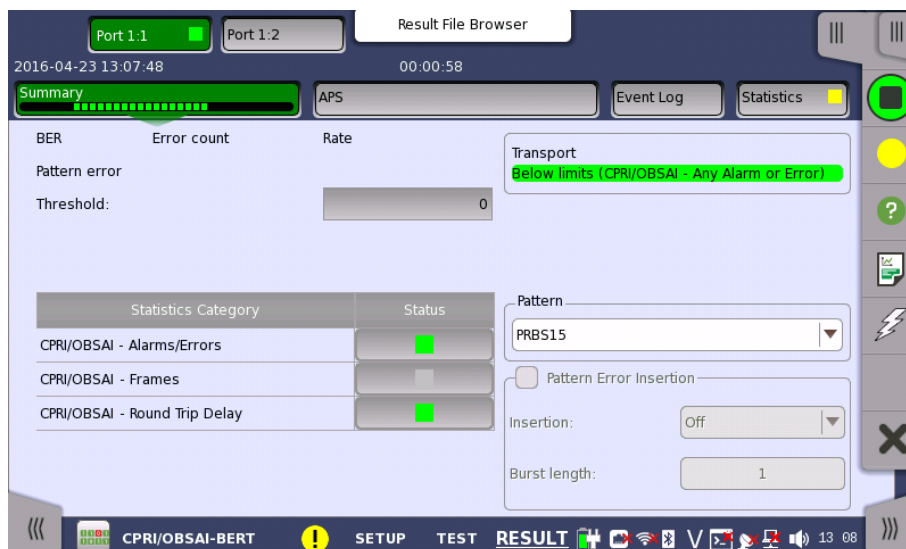 Port 1:1
Port 1:2
Result File Browser
2016-04-23 13:07:48
00:00:58
Summary
APS
Event Log
Statistics
BER
Error count
Rate
Pattern error
Threshold:
0
Transport
Below limits (CPRI/OBSAI - Any Alarm or Error)
Statistics Category
Status
CPRI/OBSAI - Alarms/Errors
CPRI/OBSAI - Frames
CPRI/OBSAI - Round Trip Delay
Pattern
PRBS15
Pattern Error Insertion
Insertion:
Off
Burst length:
1
CPRI/OBSAI-BERT
SETUP
TEST
RESULT
V
13 08